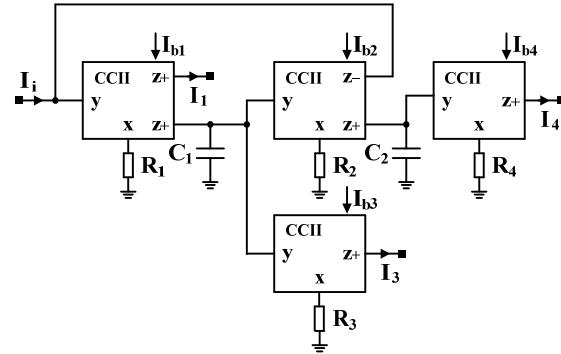 I_b1 I_b2 I_b4
I_i CCII z+ I_1 CCII z− CCII
y y y z+ I_4
x z+ x z+ x
C_1 C_2
R_1 R_2 R_4
I_b3
CCII
y z+ I_3
x
R_3